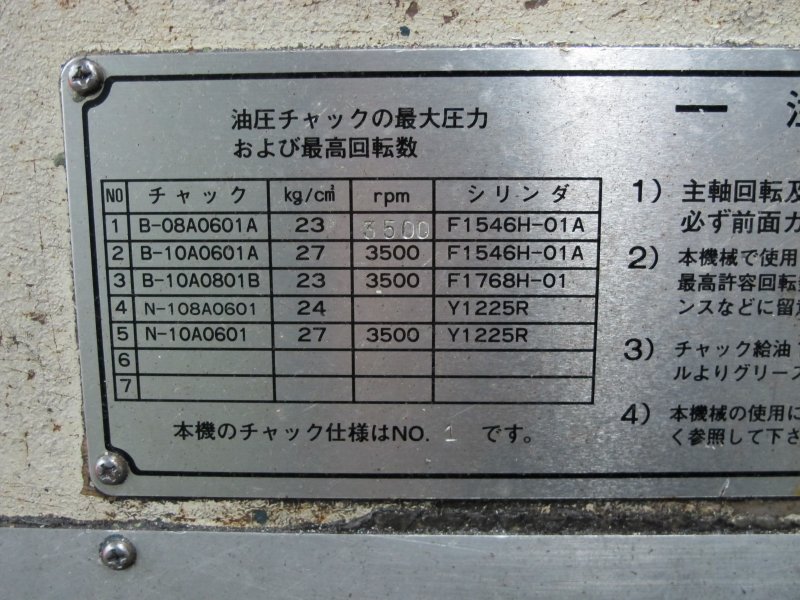 油圧チャックの最大圧力
および最高回転数
NO チャック kg/c㎡ rpm シリンダ
1 B-08A0601A 23 3500 F1546H-01A
2 B-10A0601A 27 3500 F1546H-01A
3 B-10A0801B 23 3500 F1768H-01
4 N-108A0601 24 Y1225R
5 N-10A0601 27 3500 Y1225R
6
7
本機のチャック仕様はNO. 1 です。
一 注
1) 主軸回転及
必ず前面カ
2) 本機械で使用
最高許容回転数
ンスなどに留意
3) チャック給油
ルよりグリース
4) 本機械の使用に
く参照して下さ